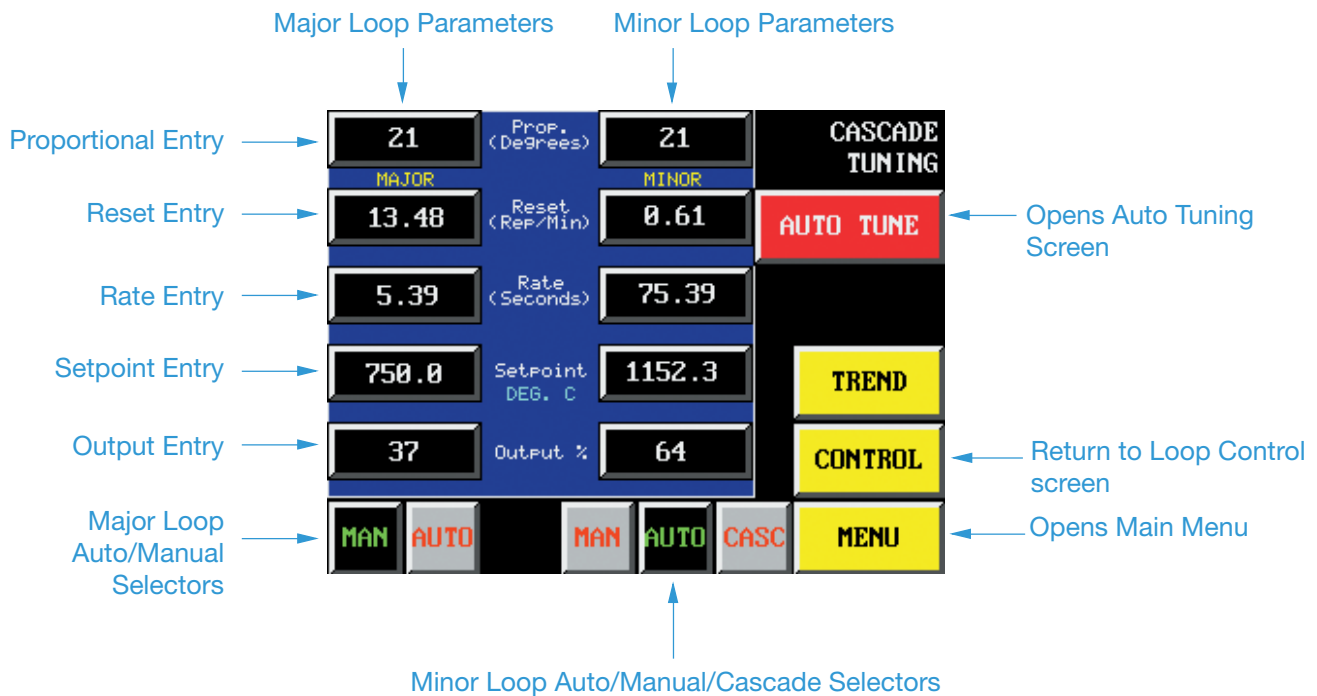 Major Loop Parameters
Minor Loop Parameters
Proportional Entry
21
Prop.
(Degrees)
21
CASCADE
TUNING
MAJOR
MINOR
Reset Entry
13.48
Reset
(Rep/Min)
0.61
AUTO TUNE
Opens Auto Tuning
Screen
Rate Entry
5.39
Rate
(Seconds)
75.39
Setpoint Entry
750.0
Setpoint
DEG. C
1152.3
TREND
Output Entry
37
Output %
64
CONTROL
Return to Loop Control
screen
Major Loop
Auto/Manual
Selectors
MAN
AUTO
MAN
AUTO
CASC
MENU
Opens Main Menu
Minor Loop Auto/Manual/Cascade Selectors